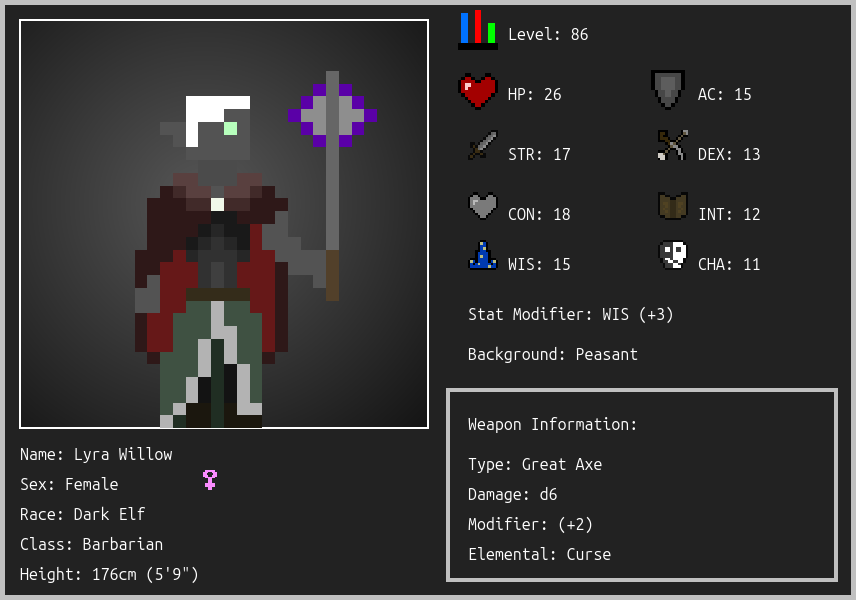 Level: 86
HP: 26
AC: 15
STR: 17
DEX: 13
CON: 18
INT: 12
WIS: 15
CHA: 11
Stat Modifier: WIS (+3)
Background: Peasant
Weapon Information:
Type: Great Axe
Damage: d6
Modifier: (+2)
Elemental: Curse
Name: Lyra Willow
Sex: Female
Race: Dark Elf
Class: Barbarian
Height: 176cm (5'9")